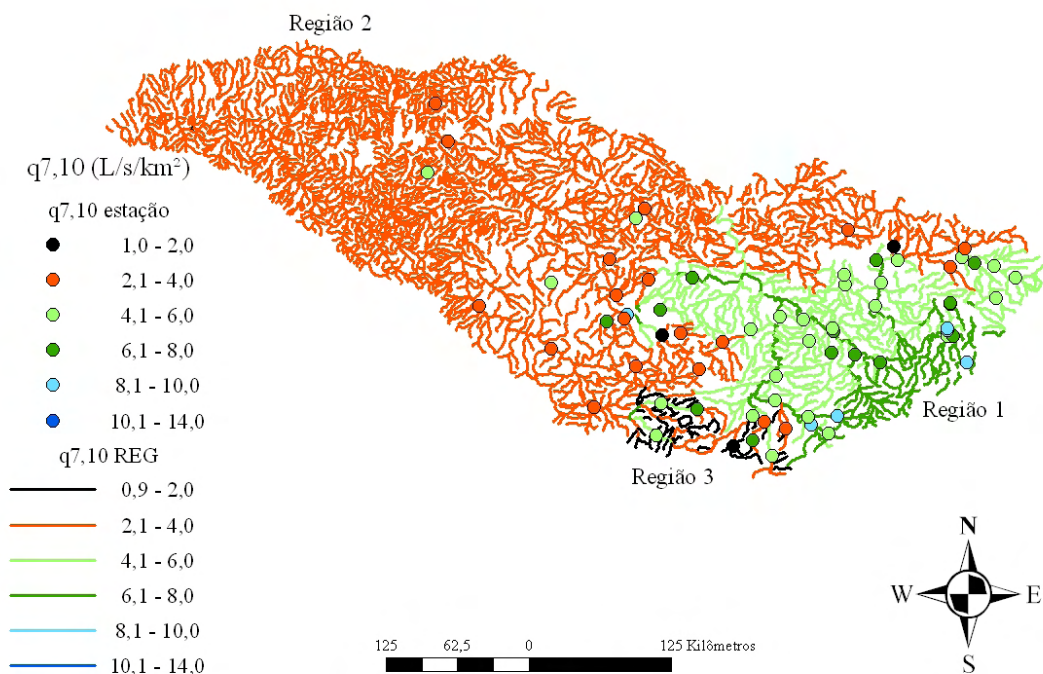 Região 2
q7,10 (L/s/km²)
q7,10 estação
1,0 - 2,0
2,1 - 4,0
4,1 - 6,0
6,1 - 8,0
8,1 - 10,0
10,1 - 14,0
q7,10 REG
0,9 - 2,0
2,1 - 4,0
4,1 - 6,0
6,1 - 8,0
8,1 - 10,0
10,1 - 14,0
Região 1
Região 3
N
W E
S
125 62,5 0 125 Kilômetros